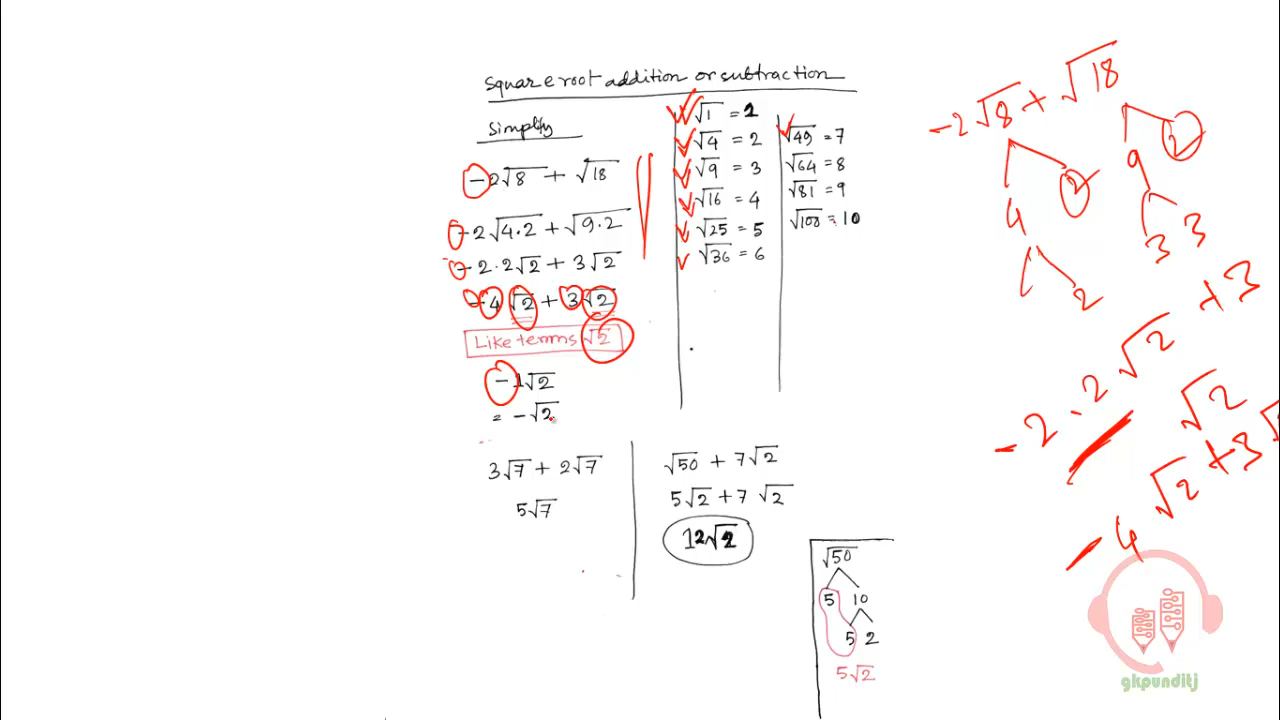 Square root addition or subtraction
Simplify
-2√8 + √18
-2√4·2 + √9·2
-2·2√2 + 3√2
-4√2 + 3√2
Like terms √2
-1√2
= -√2
√1 = 2
√4 = 2
√9 = 3
√16 = 4
√25 = 5
√36 = 6
√49 = 7
√64 = 8
√81 = 9
√100 = 10
3√7 + 2√7
5√7
√50 + 7√2
5√2 + 7√2
12√2
√50
5 10
5 2
5√2
-2√8 + √18
9 2
4 2
3 3
2
-2·2√2 + 3
√2
-4√2 + 3√
gkpunditj